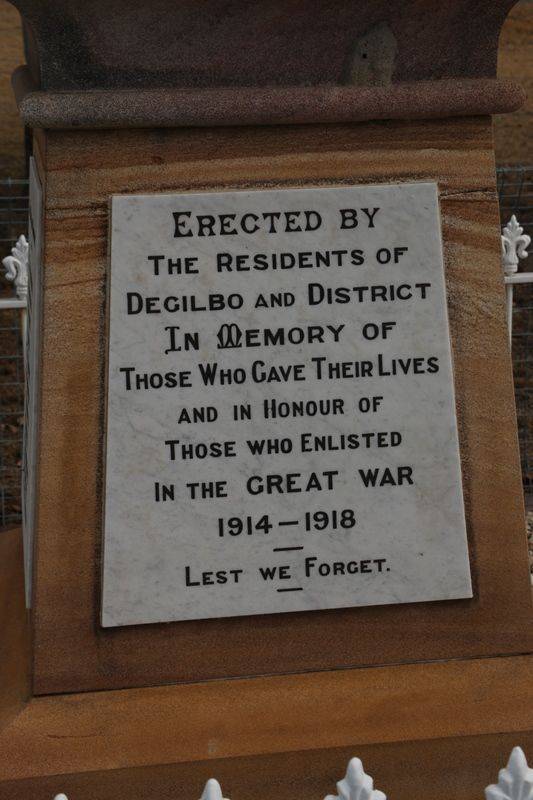 ERECTED BY
THE RESIDENTS OF
DEGILBO AND DISTRICT
IN MEMORY OF
THOSE WHO GAVE THEIR LIVES
AND IN HONOUR OF
THOSE WHO ENLISTED
IN THE GREAT WAR
1914-1918
LEST WE FORGET.